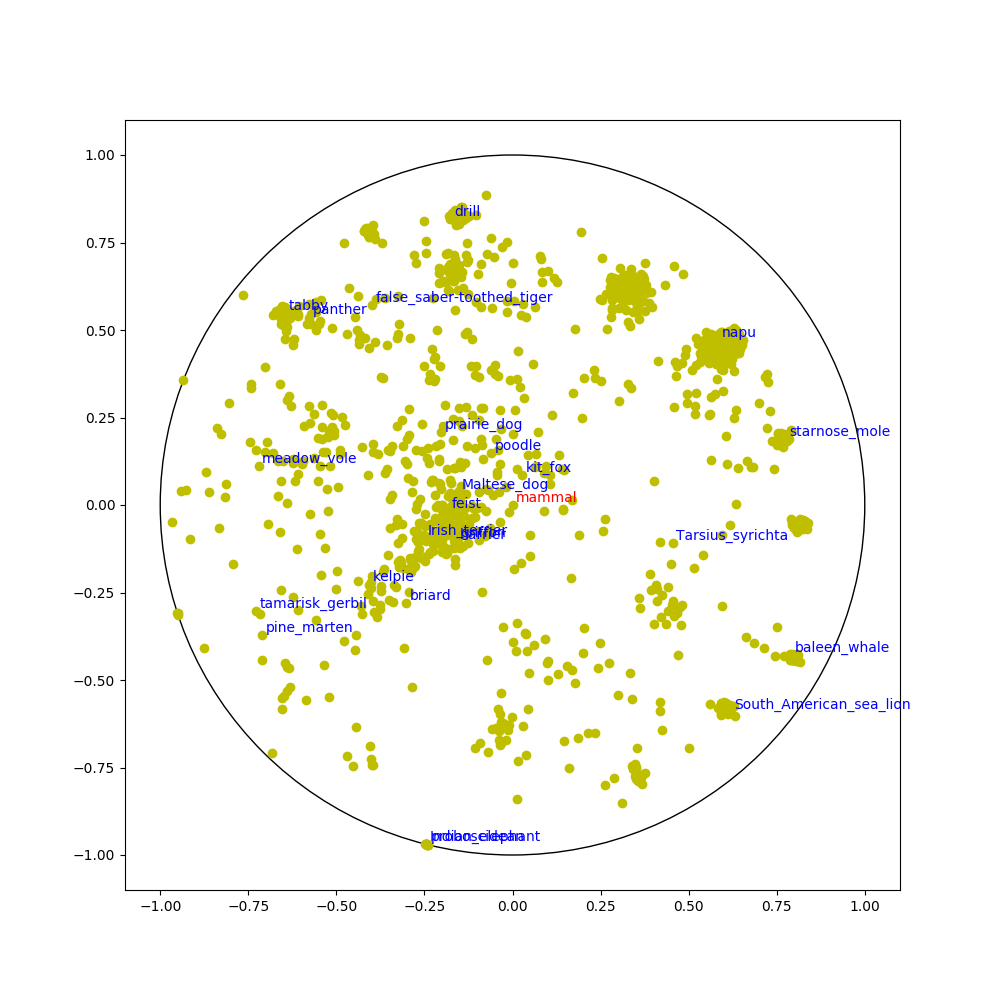 1.00
drill
0.75
false_saber-toothed_tiger
tabby
panther
0.50
napu
0.25
prairie_dog
starnose_mole
poodle
meadow_vole
kit_fox
Maltese_dog
mammal
0.00
feist
Irish_terrier
harrier
Tarsius_syrichta
kelpie
−0.25
briard
tamarisk_gerbil
pine_marten
baleen_whale
−0.50
South_American_sea_lion
−0.75
Indian_elephant
proboscidean
−1.00
−1.00 −0.75 −0.50 −0.25 0.00 0.25 0.50 0.75 1.00